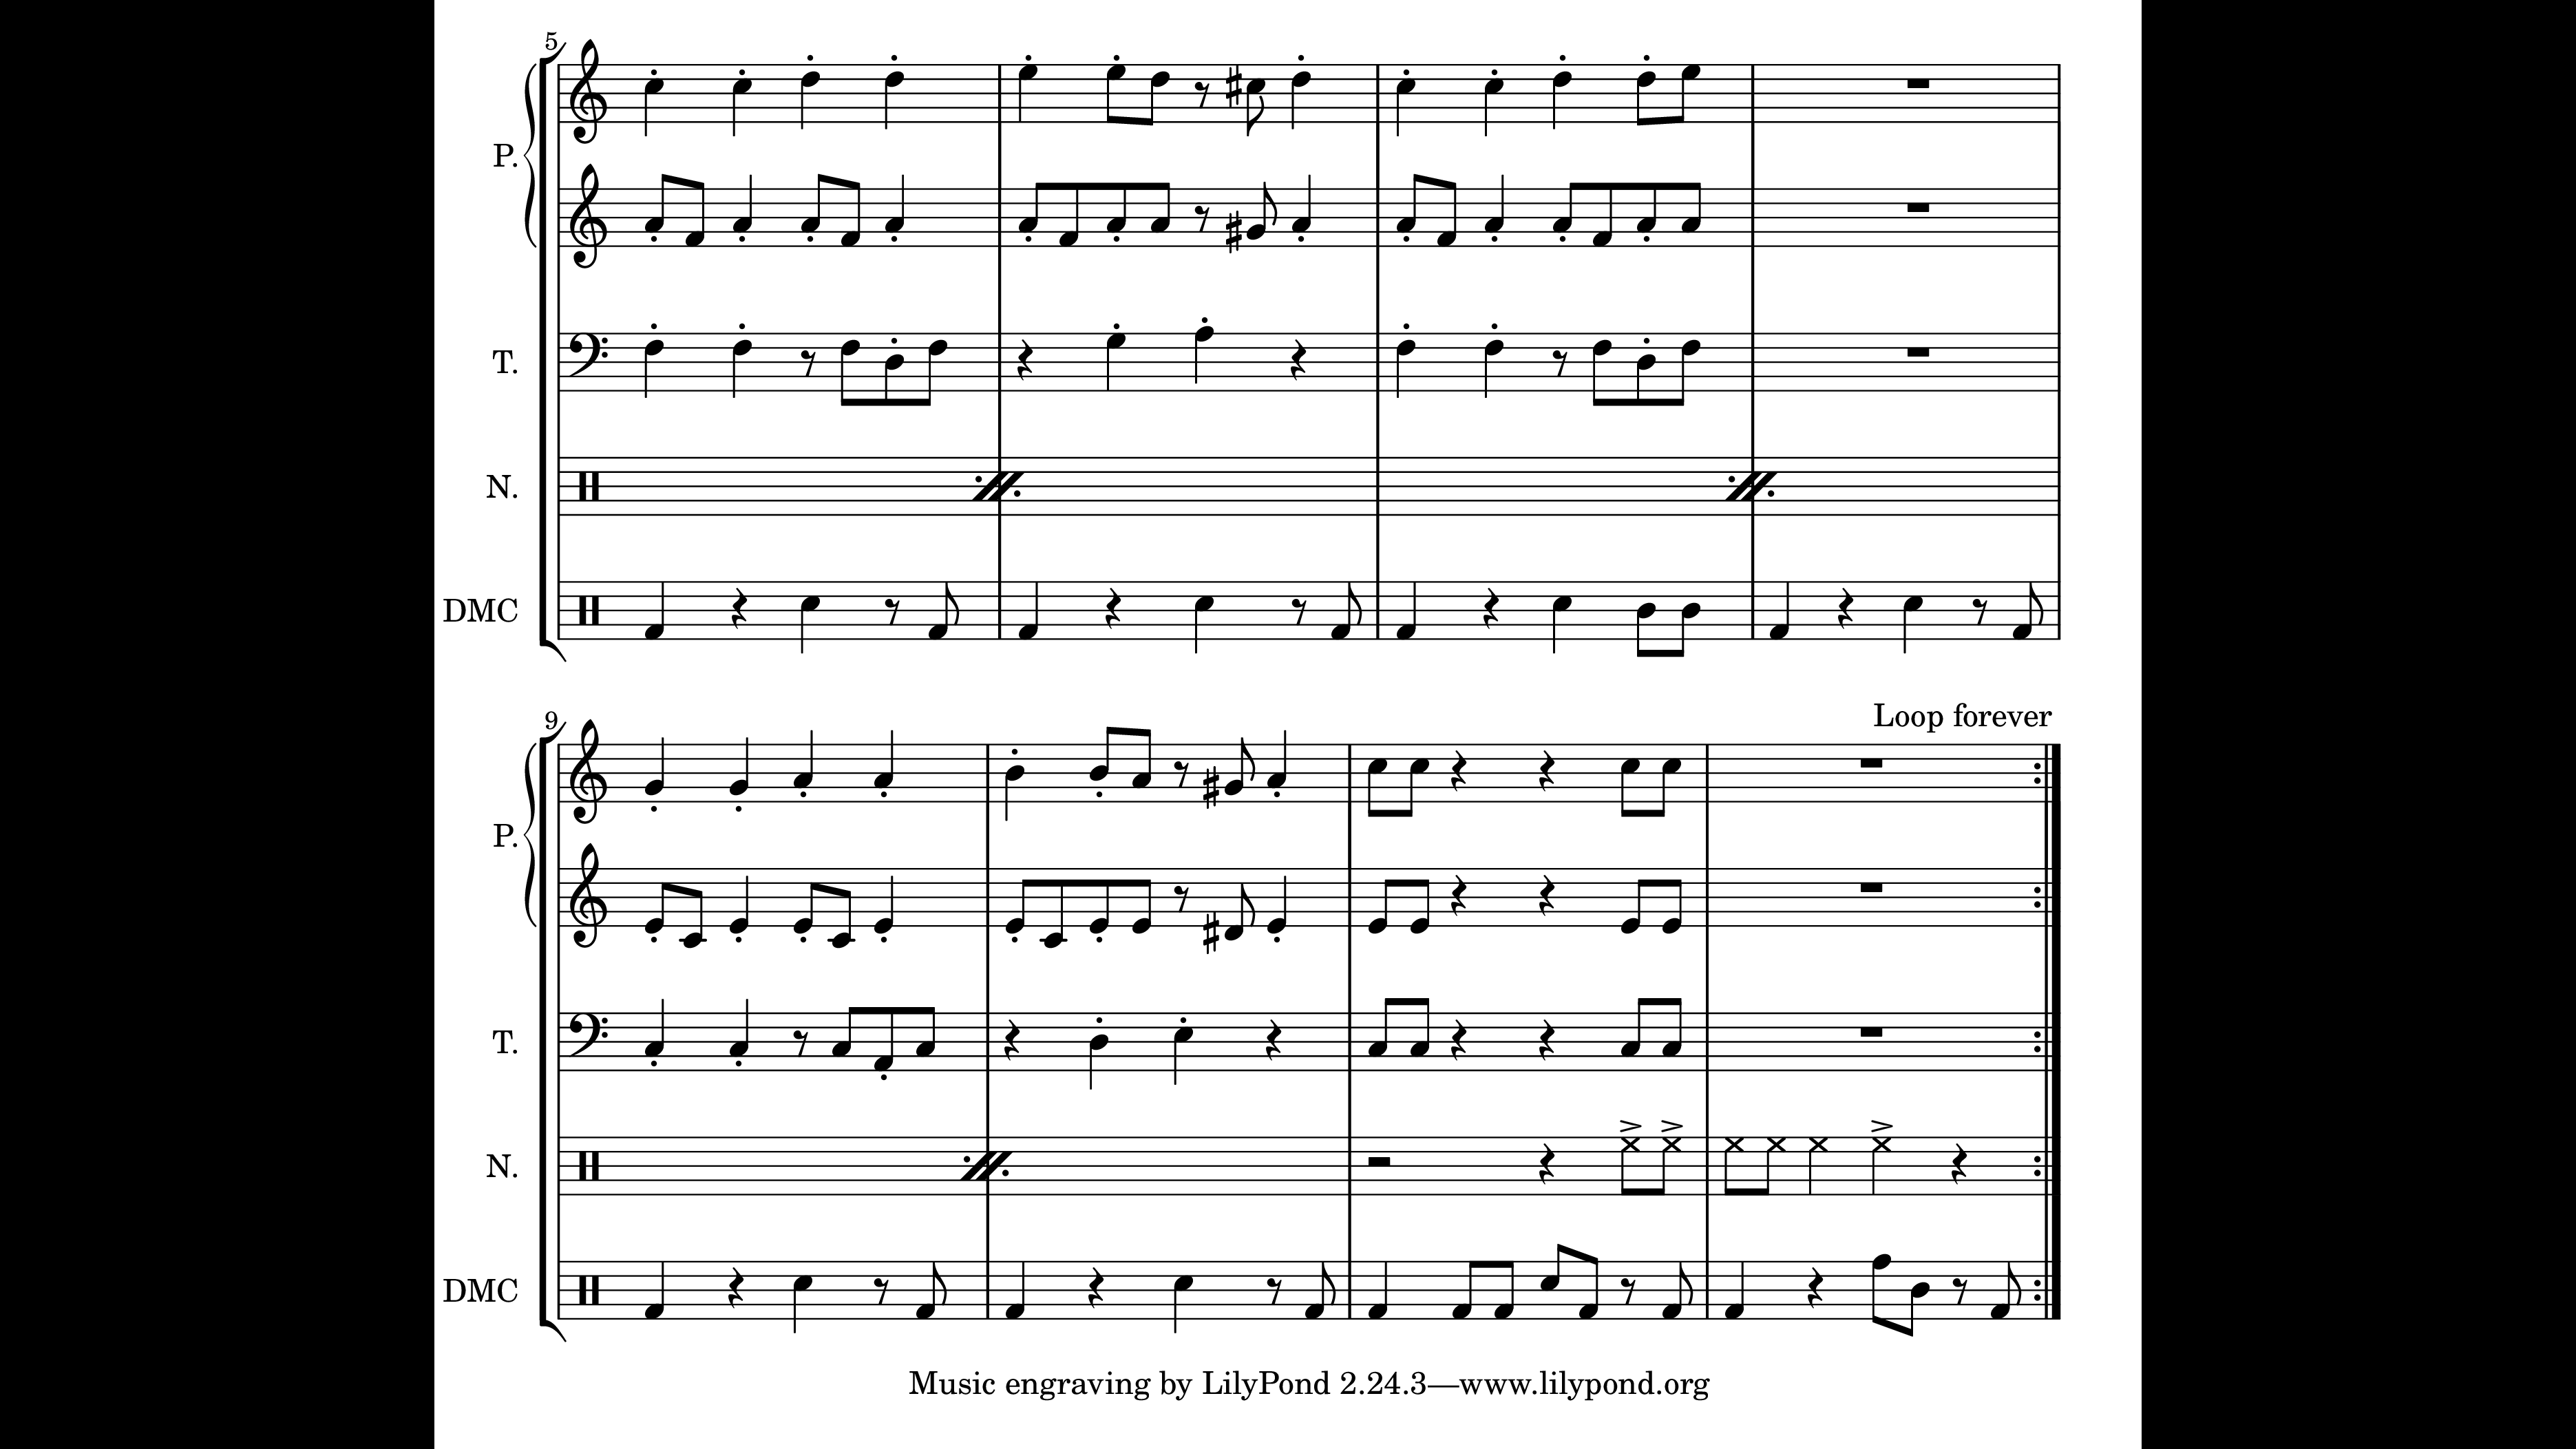 5
P.
T.
N.
DMC
Loop forever
9
P.
T.
N.
DMC
Music engraving by LilyPond 2.24.3—www.lilypond.org